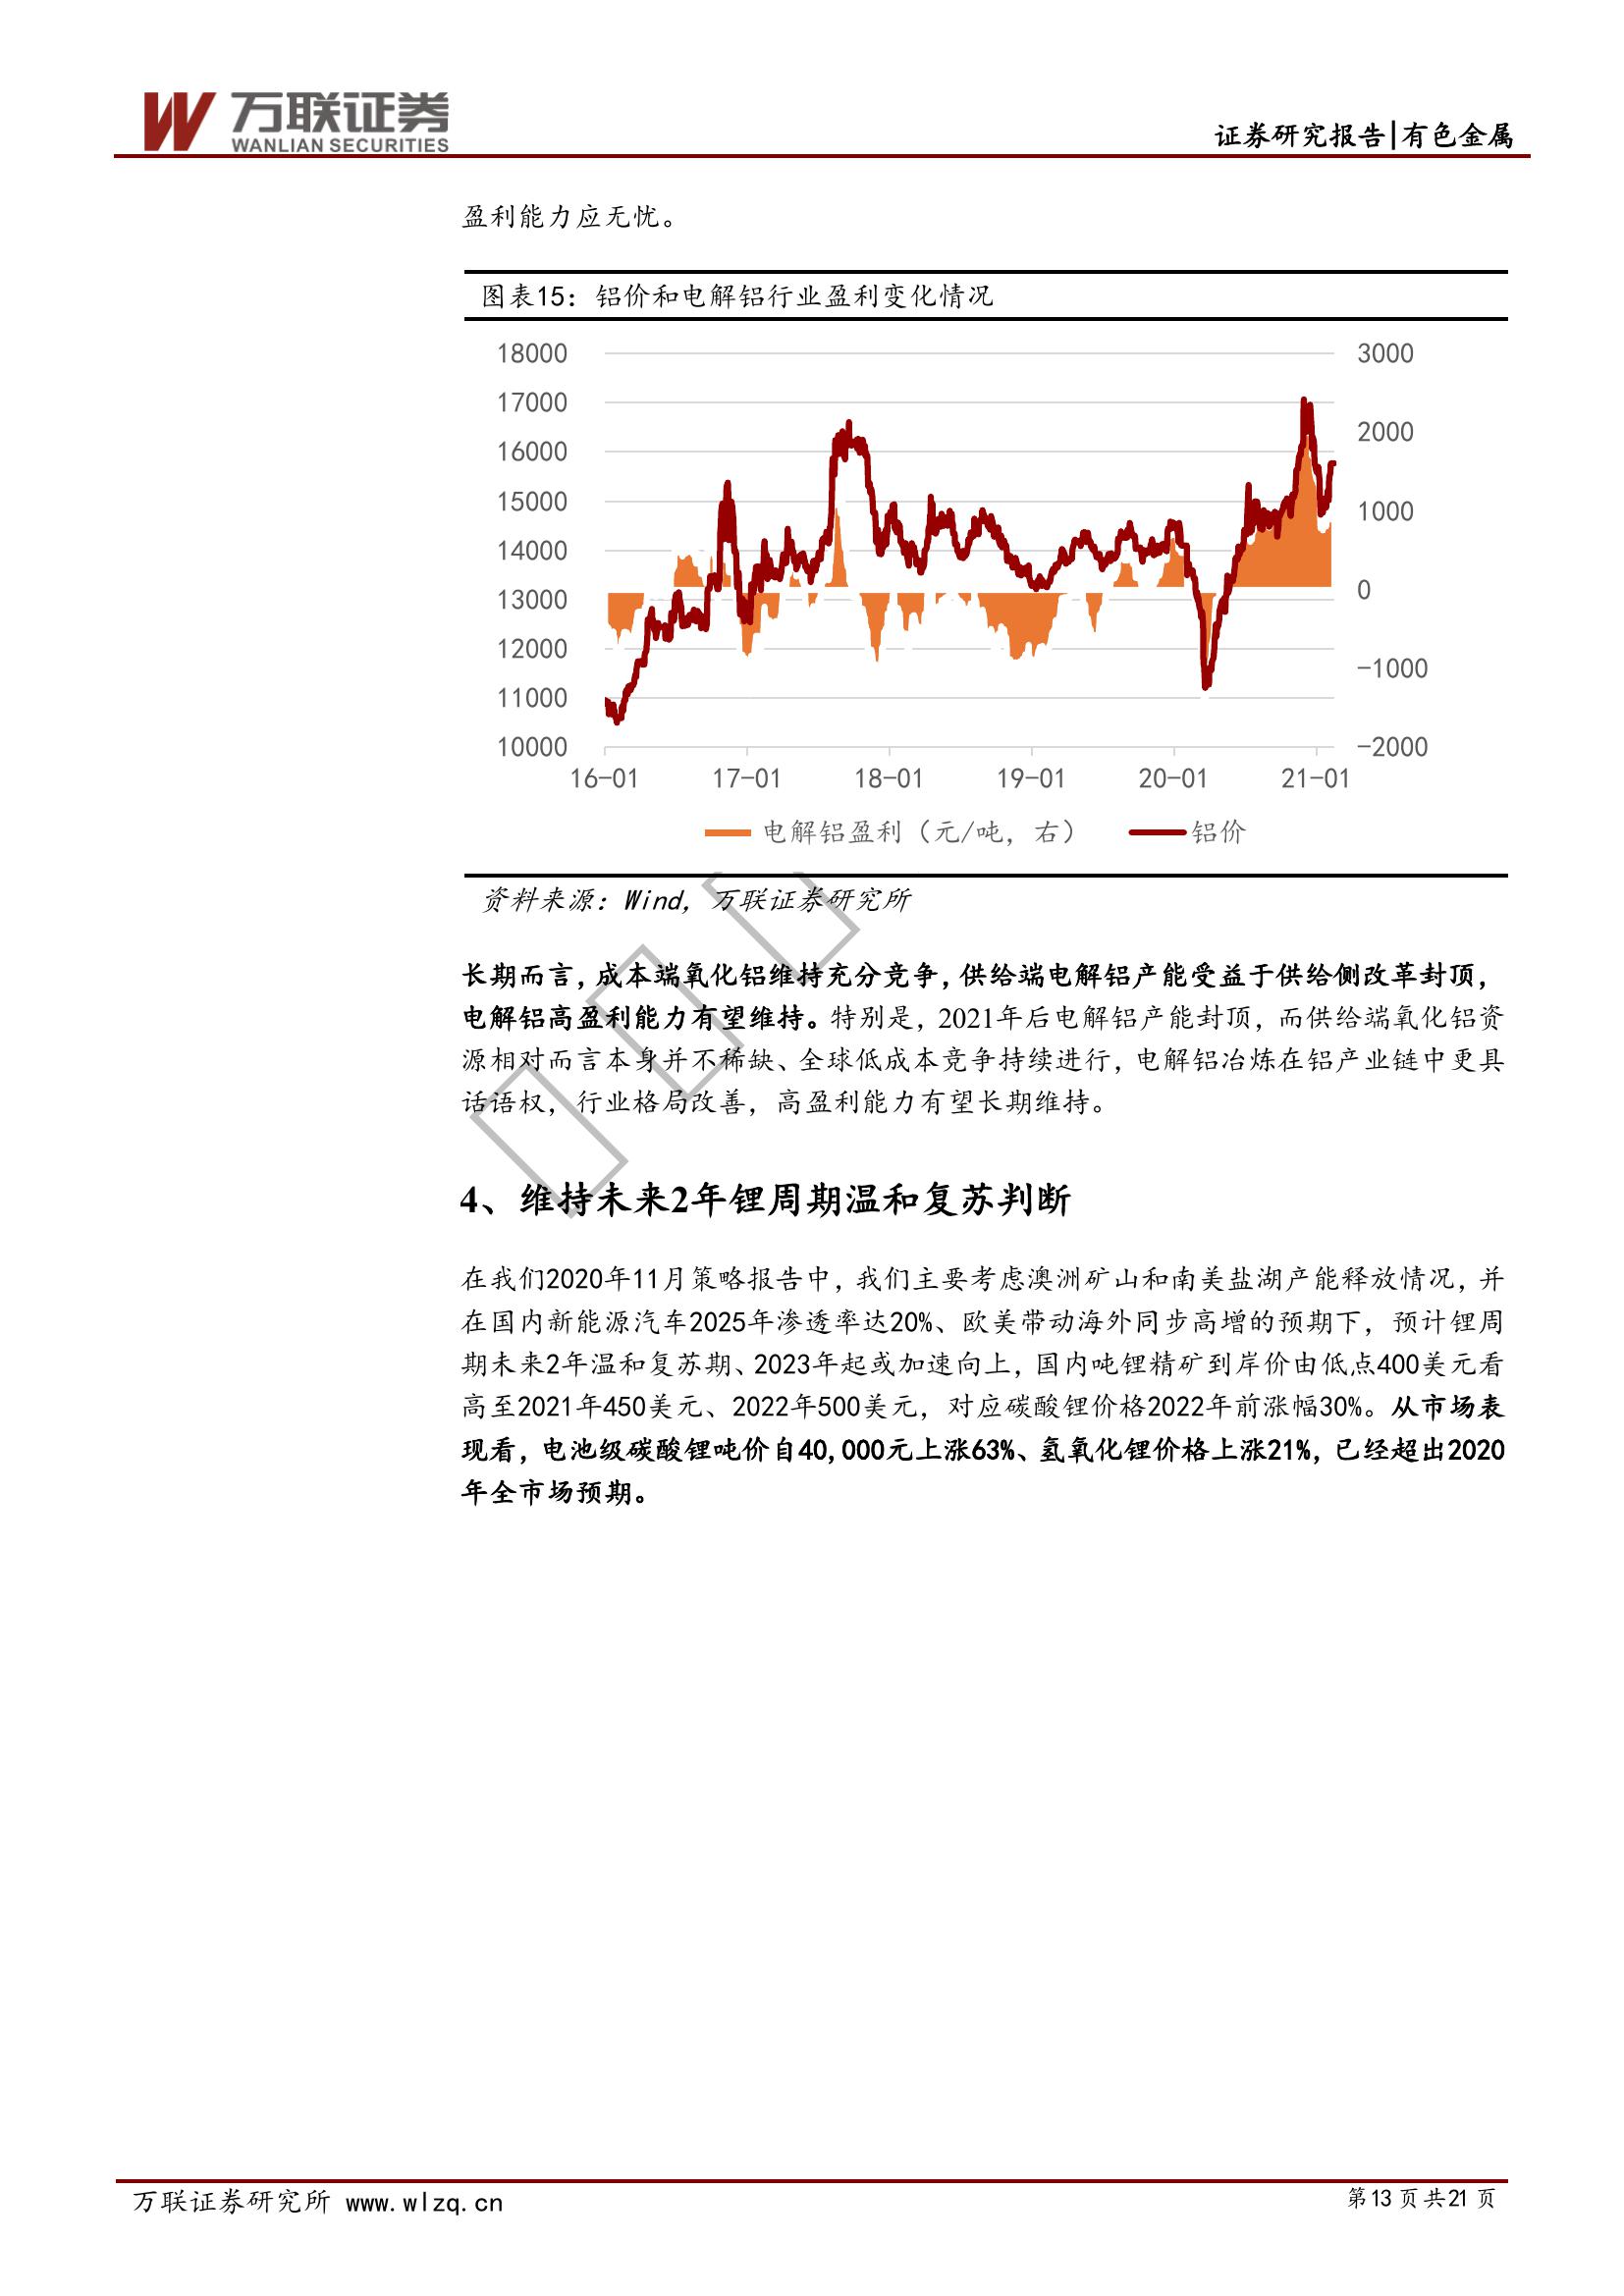 万联证券
WANLIAN SECURITIES
证券研究报告|有色金属
盈利能力应无忧。
图表15：铝价和电解铝行业盈利变化情况
18000
17000
16000
15000
14000
13000
12000
11000
10000
3000
2000
1000
0
-1000
-2000
16-01 17-01 18-01 19-01 20-01 21-01
电解铝盈利（元/吨，右） 铝价
资料来源：Wind，万联证券研究所
长期而言，成本端氧化铝维持充分竞争，供给端电解铝产能受益于供给侧改革封顶，
电解铝高盈利能力有望维持。特别是，2021年后电解铝产能封顶，而供给端氧化铝资
源相对而言本身并不稀缺、全球低成本竞争持续进行，电解铝冶炼在铝产业链中更具
话语权，行业格局改善，高盈利能力有望长期维持。
4、维持未来2年锂周期温和复苏判断
在我们2020年11月策略报告中，我们主要考虑澳洲矿山和南美盐湖产能释放情况，并
在国内新能源汽车2025年渗透率达20%、欧美带动海外同步高增的预期下，预计锂周
期未来2年温和复苏期、2023年起或加速向上，国内吨锂精矿到岸价由低点400美元看
高至2021年450美元、2022年500美元，对应碳酸锂价格2022年前涨幅30%。从市场表
现看，电池级碳酸锂吨价自40,000元上涨63%、氢氧化锂价格上涨21%，已经超出2020
年全市场预期。
万联证券研究所 www.wlzq.cn
第13页共21页